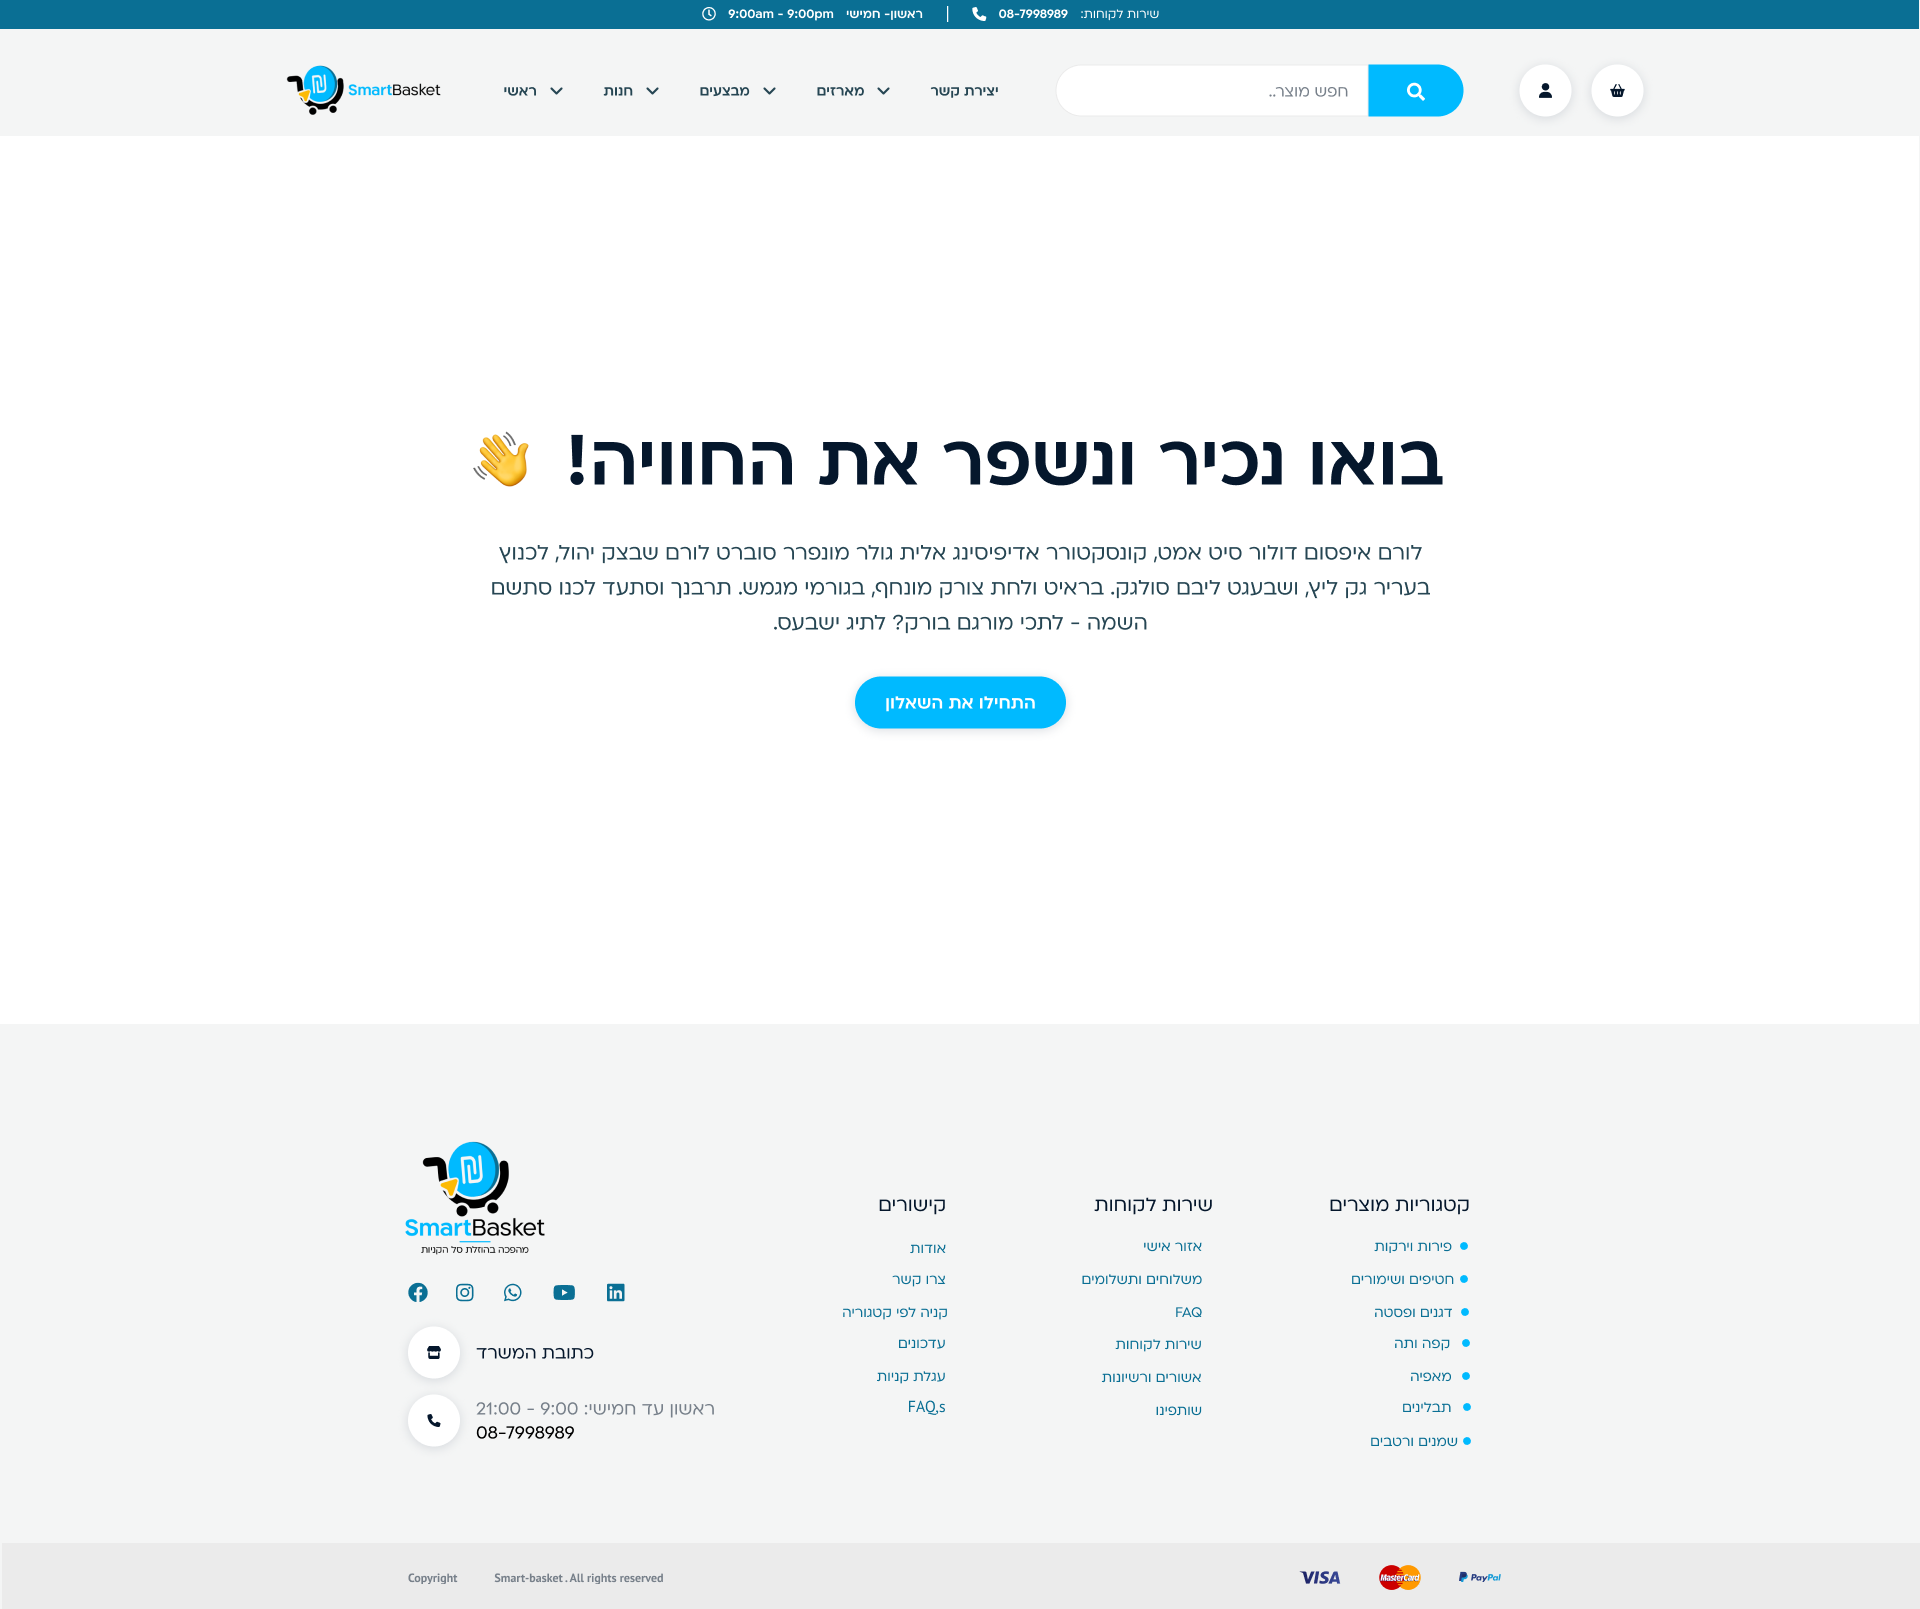 שירות לקוחות: 08-7998989 | ראשון- חמישי 9:00am - 9:00pm
SmartBasket
ראשי
חנות
מבצעים
מארזים
יצירת קשר
חפש מוצר..
בואו נכיר ונשפר את החוויה! 👋
לורם איפסום דולור סיט אמט, קונסקטורר אדיפיסינג אלית גולר מונפרר סוברט לורם שבצק יהול, לכנוץ
בעריר גק ליץ, ושבעגט ליבם סולגק. בראיט ולחת צורק מונחף, בגורמי מגמש. תרבנך וסתעד לכנו סתשם
השמה - לתכי מורגם בורק? לתיג ישבעס.
התחילו את השאלון
קטגוריות מוצרים
פירות וירקות
חטיפים ושימורים
דגנים ופסטה
קפה ותה
מאפיה
תבלינים
שמנים ורטבים
שירות לקוחות
אזור אישי
משלוחים ותשלומים
FAQ
שירות לקוחות
אשורים ורשיונות
שותפינו
קישורים
אודות
צרו קשר
קניה לפי קטגוריה
עדכונים
עגלת קניות
FAQ,s
SmartBasket
מהפכה בהוזלת סל הקניות
כתובת המשרד
ראשון עד חמישי: 9:00 - 21:00
08-7998989
Copyright Smart-basket . All rights reserved
VISA
MasterCard
PayPal